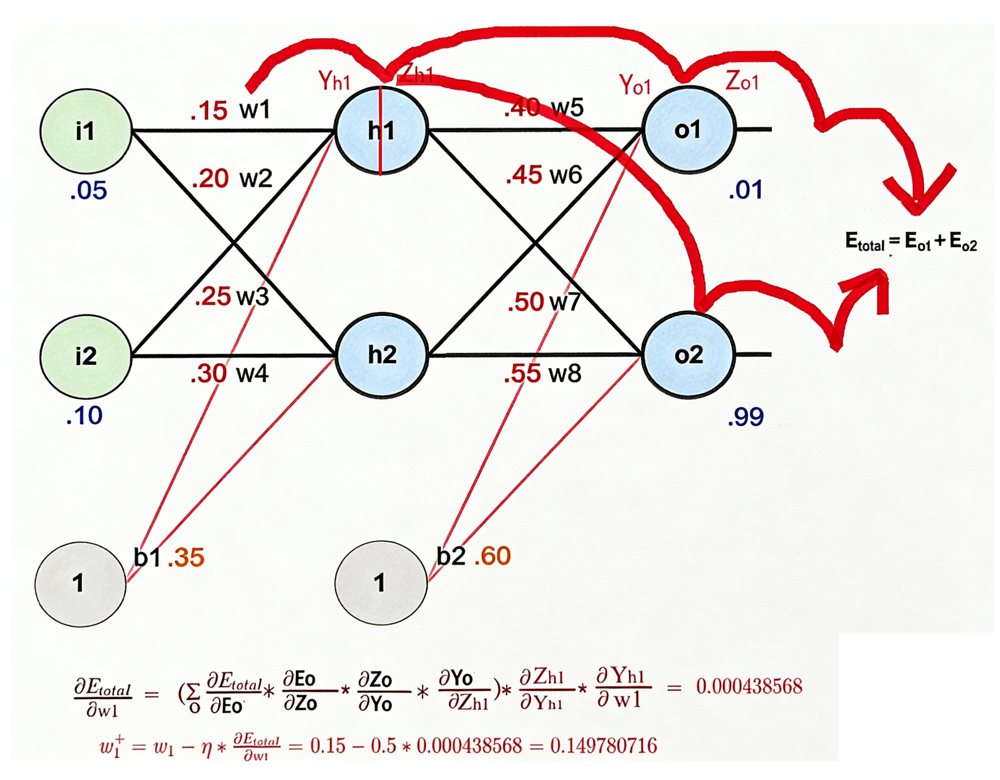 Yh1 Zh1 Yo1 Zo1
i1 .15 w1 h1 .40 w5 o1
.05 .20 w2 .45 w6 .01
Etotal = Eo1 + Eo2
.25 w3 .50 w7
i2 h2 o2
.30 w4 .55 w8
.10 .99
1 b1 .35 1 b2 .60
∂Etotal/∂w1 = (∑o ∂Etotal/∂Eo * ∂Eo/∂Zo * ∂Zo/∂Yo * ∂Yo/∂Zh1) * ∂Zh1/∂Yh1 * ∂Yh1/∂w1 = 0.000438568
w₁⁺ = w₁ − η * ∂Etotal/∂w1 = 0.15 − 0.5 * 0.000438568 = 0.149780716